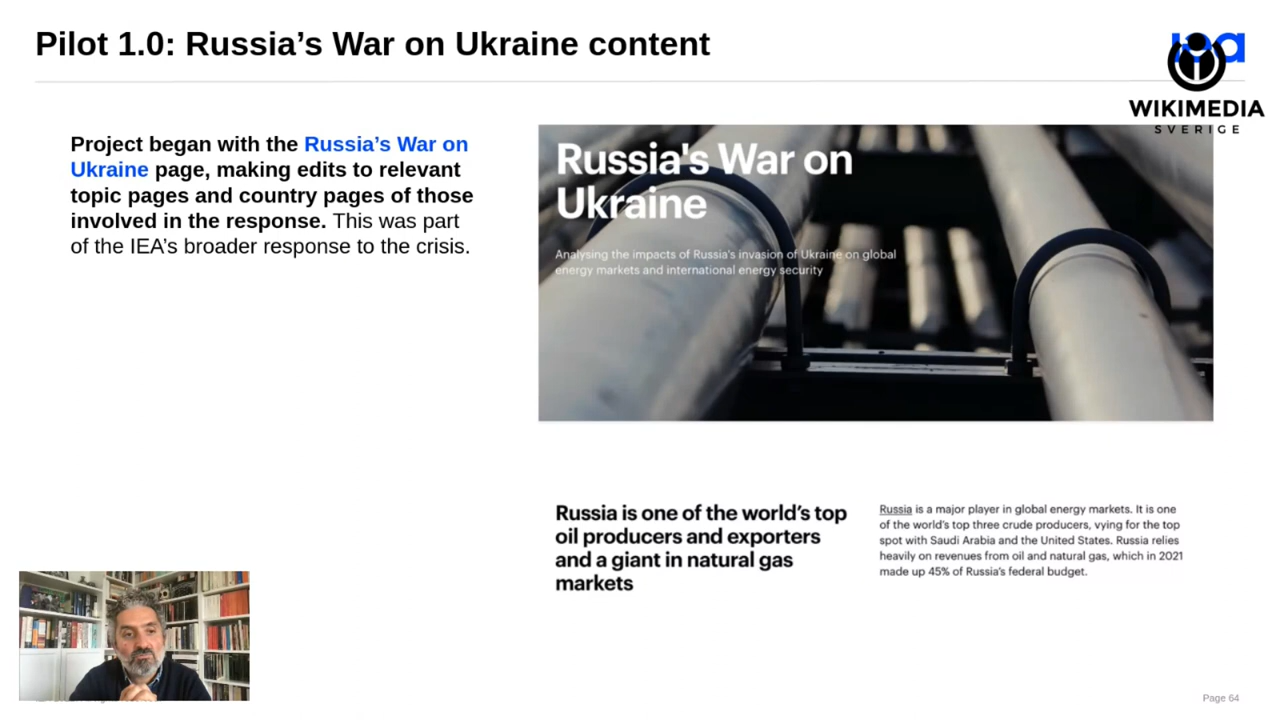 Pilot 1.0: Russia’s War on Ukraine content
WIKIMEDIA
SVERIGE
Project began with the Russia’s War on
Ukraine page, making edits to relevant
topic pages and country pages of those
involved in the response. This was part
of the IEA’s broader response to the crisis.
Russia's War on
Ukraine
Analysing the impacts of Russia's invasion of Ukraine on global
energy markets and international energy security
Russia is one of the world’s top
oil producers and exporters
and a giant in natural gas
markets
Russia is a major player in global energy markets. It is one
of the world’s top three crude producers, vying for the top
spot with Saudi Arabia and the United States. Russia relies
heavily on revenues from oil and natural gas, which in 2021
made up 45% of Russia’s federal budget.
Page 64